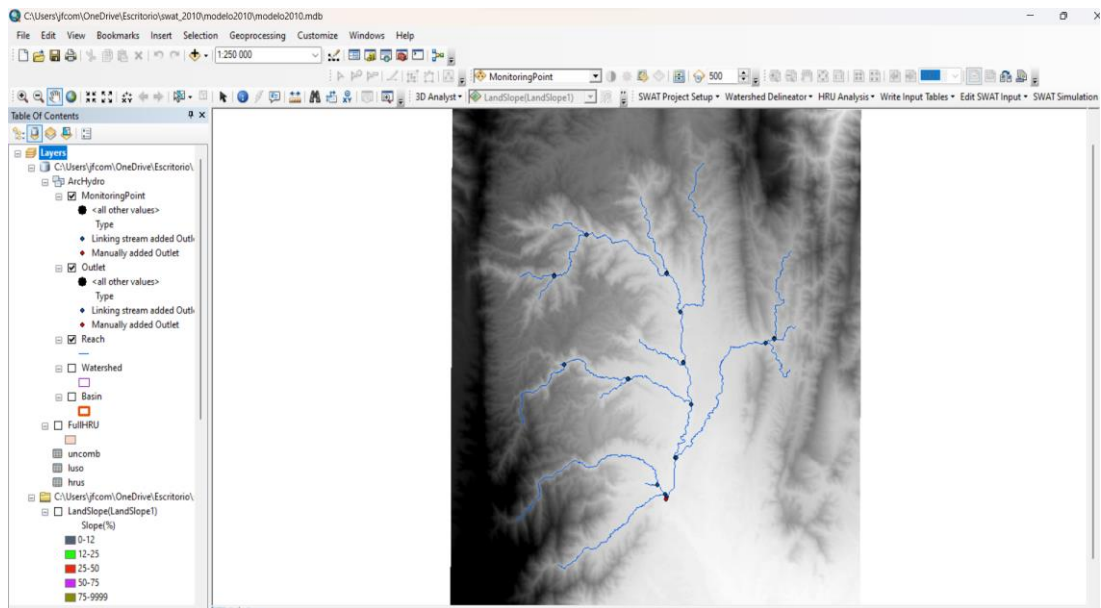 C:\Users\jfcom\OneDrive\Escritorio\swat_2010\modelo2010\modelo2010.mdb
File Edit View Bookmarks Insert Selection Geoprocessing Customize Windows Help
1:250 000
MonitoringPoint 500
3D Analyst LandSlope(LandSlope1) SWAT Project Setup Watershed Delineator HRU Analysis Write Input Tables Edit SWAT Input SWAT Simulation
Table Of Contents
Layers
C:\Users\jfcom\OneDrive\Escritorio\
ArcHydro
MonitoringPoint
<all other values>
Type
Linking stream added Outl
Manually added Outlet
Outlet
<all other values>
Type
Linking stream added Outl
Manually added Outlet
Reach
Watershed
Basin
FullHRU
uncomb
luso
hrus
C:\Users\jfcom\OneDrive\Escritorio\
LandSlope(LandSlope1)
Slope(%)
0-12
12-25
25-50
50-75
75-9999